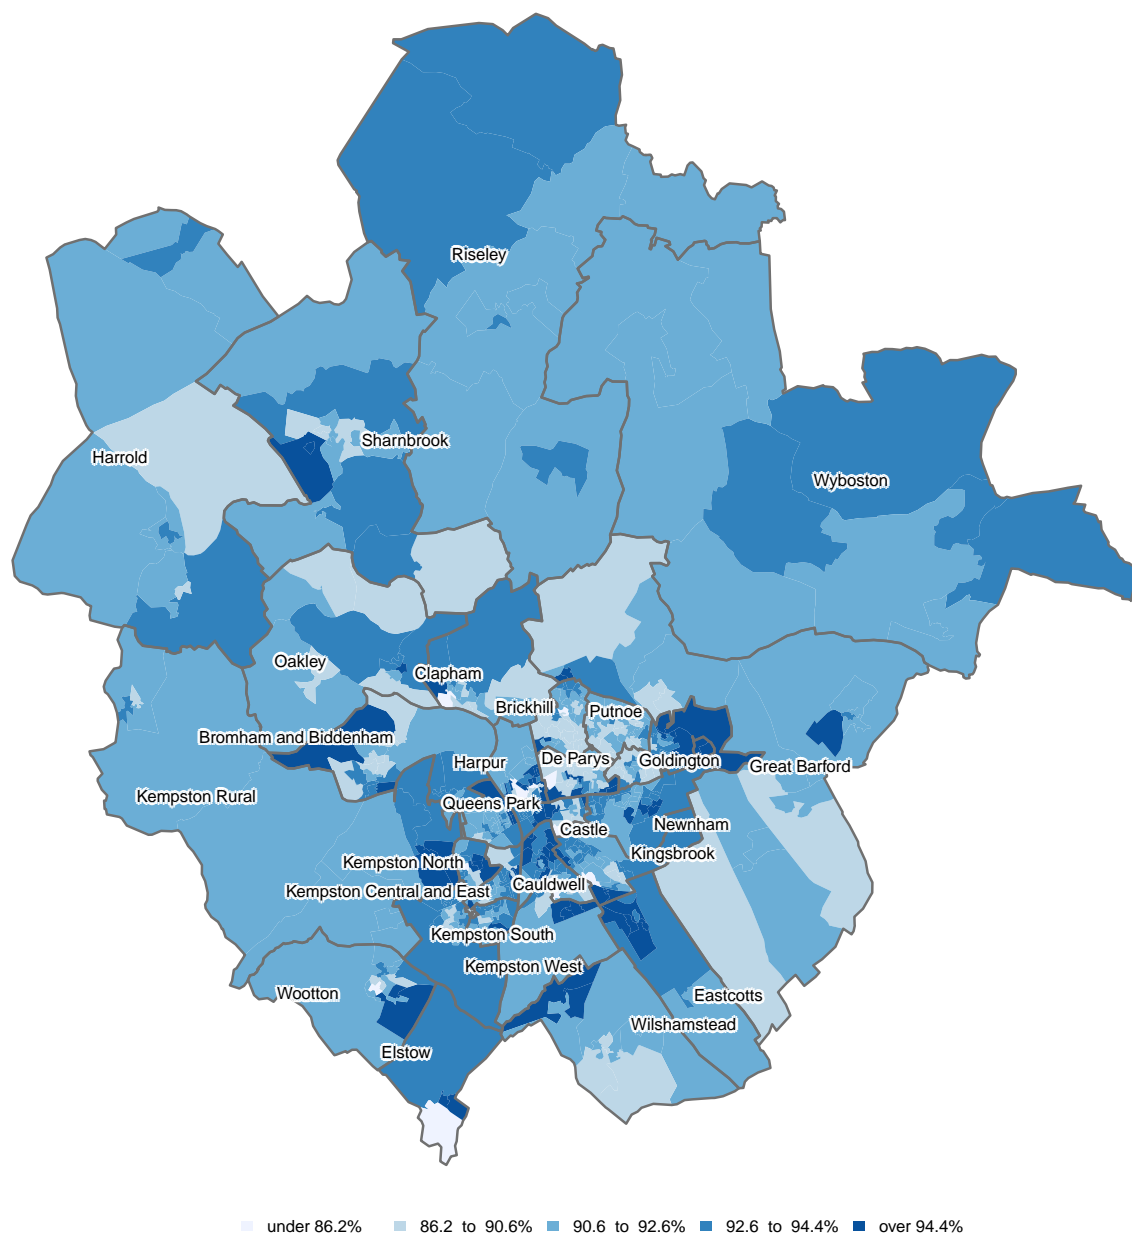 Riseley
Sharnbrook
Harrold
Wyboston
Oakley
Clapham
Brickhill
Putnoe
Bromham and Biddenham
De Parys
Harpur
Goldington
Great Barford
Kempston Rural
Queens Park
Castle
Newnham
Kingsbrook
Kempston North
Cauldwell
Kempston Central and East
Kempston South
Kempston West
Wootton
Eastcotts
Wilshamstead
Elstow
under 86.2% 86.2 to 90.6% 90.6 to 92.6% 92.6 to 94.4% over 94.4%